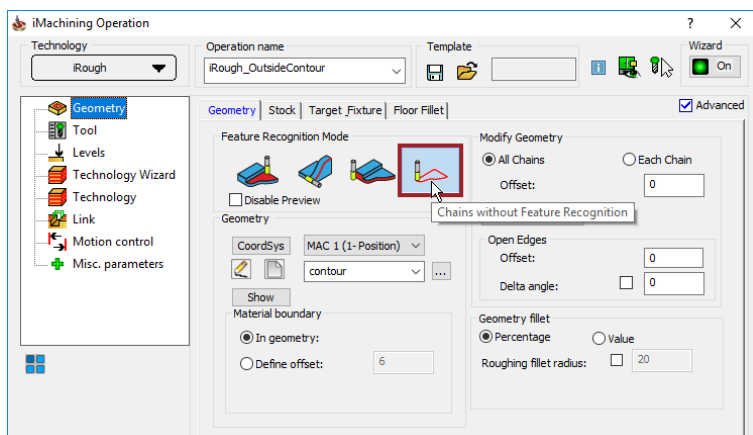 iMachining Operation
? X
Technology
iRough
Operation name
iRough_OutsideContour
Template
Wizard
On
Geometry
Tool
Levels
Technology Wizard
Technology
Link
Motion control
Misc. parameters
Geometry Stock Target_Fixture Floor Fillet
Advanced
Feature Recognition Mode
Disable Preview
Geometry
CoordSys MAC 1 (1- Position)
contour ...
Show
Material boundary
In geometry:
Define offset: 6
Modify Geometry
All Chains Each Chain
Offset: 0
Chains without Feature Recognition
Open Edges
Offset: 0
Delta angle: 0
Geometry fillet
Percentage Value
Roughing fillet radius: 20